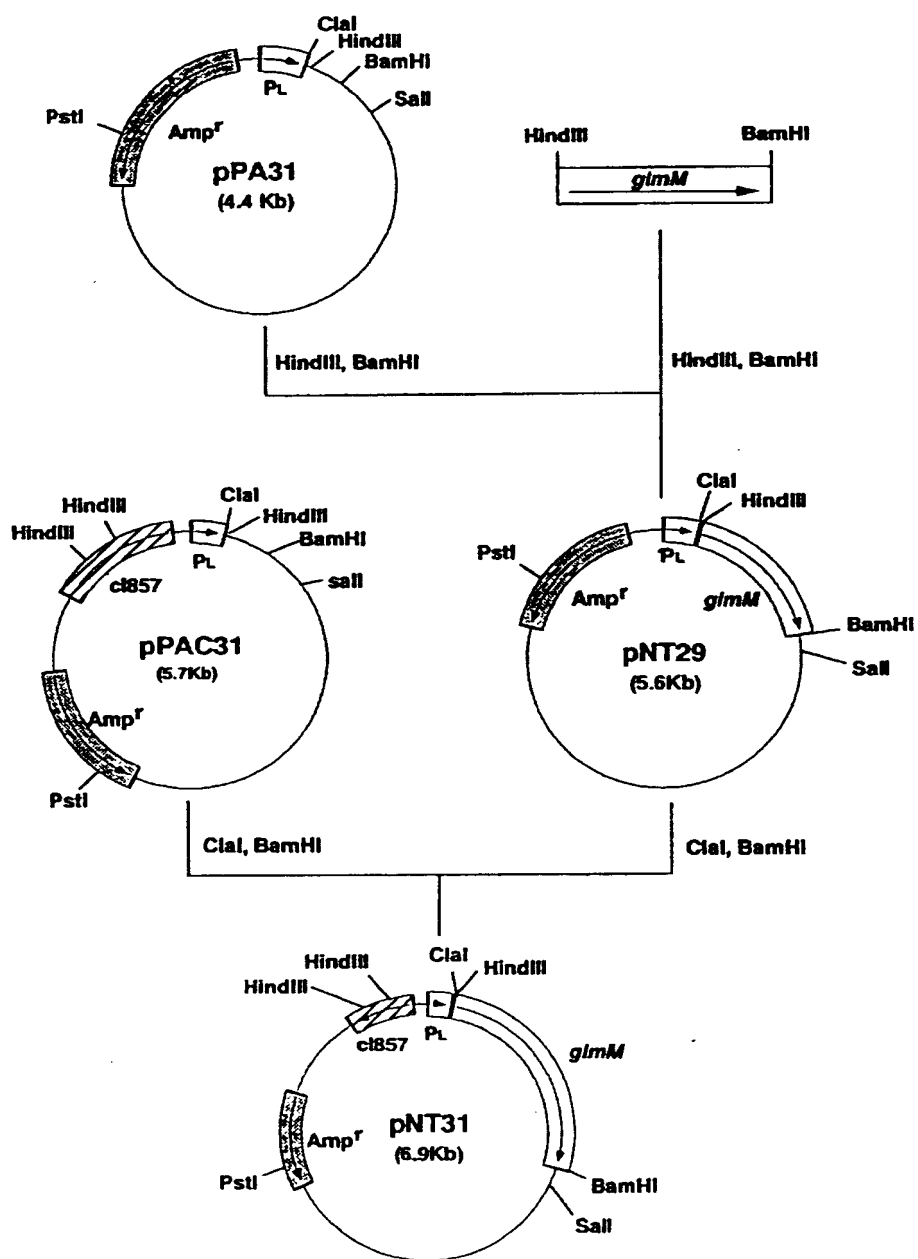 ClaI
HindIII
BamHI
SalI
PL
PstI
Ampr
pPA31
(4.4 Kb)
HindIII
BamHI
glmM
HindIII, BamHI
HindIII, BamHI
HindIII
HindIII
ClaI
HindIII
BamHI
salI
PL
cI857
pPAC31
(5.7Kb)
Ampr
PstI
ClaI
HindIII
PL
PstI
Ampr
glmM
BamHI
SalI
pNT29
(5.6Kb)
ClaI, BamHI
ClaI, BamHI
HindIII
HindIII
ClaI
HindIII
PL
cI857
glmM
pNT31
(6.9Kb)
Ampr
PstI
BamHI
SalI